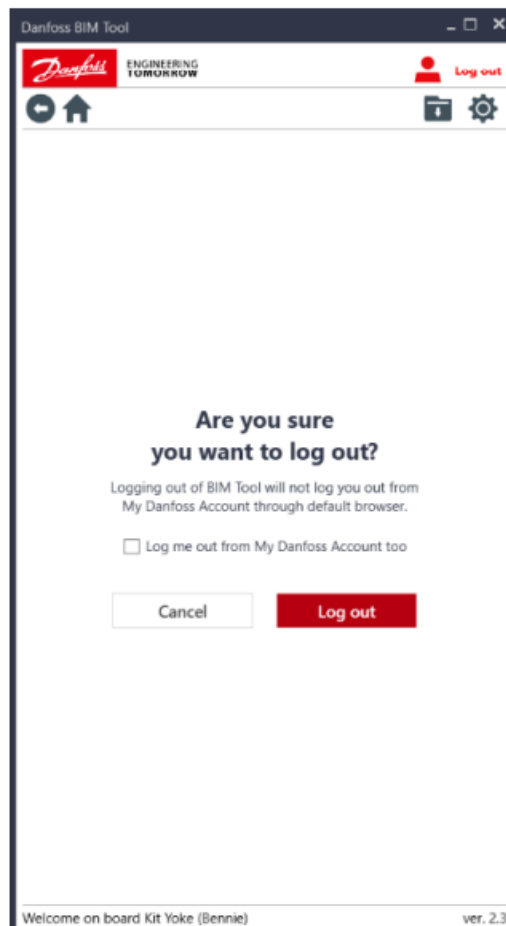 Danfoss BIM Tool
Danfoss
ENGINEERING
TOMORROW
Log out
Are you sure
you want to log out?
Logging out of BIM Tool will not log you out from
My Danfoss Account through default browser.
Log me out from My Danfoss Account too
Cancel
Log out
Welcome on board Kit Yoke (Bennie)
ver. 2.3